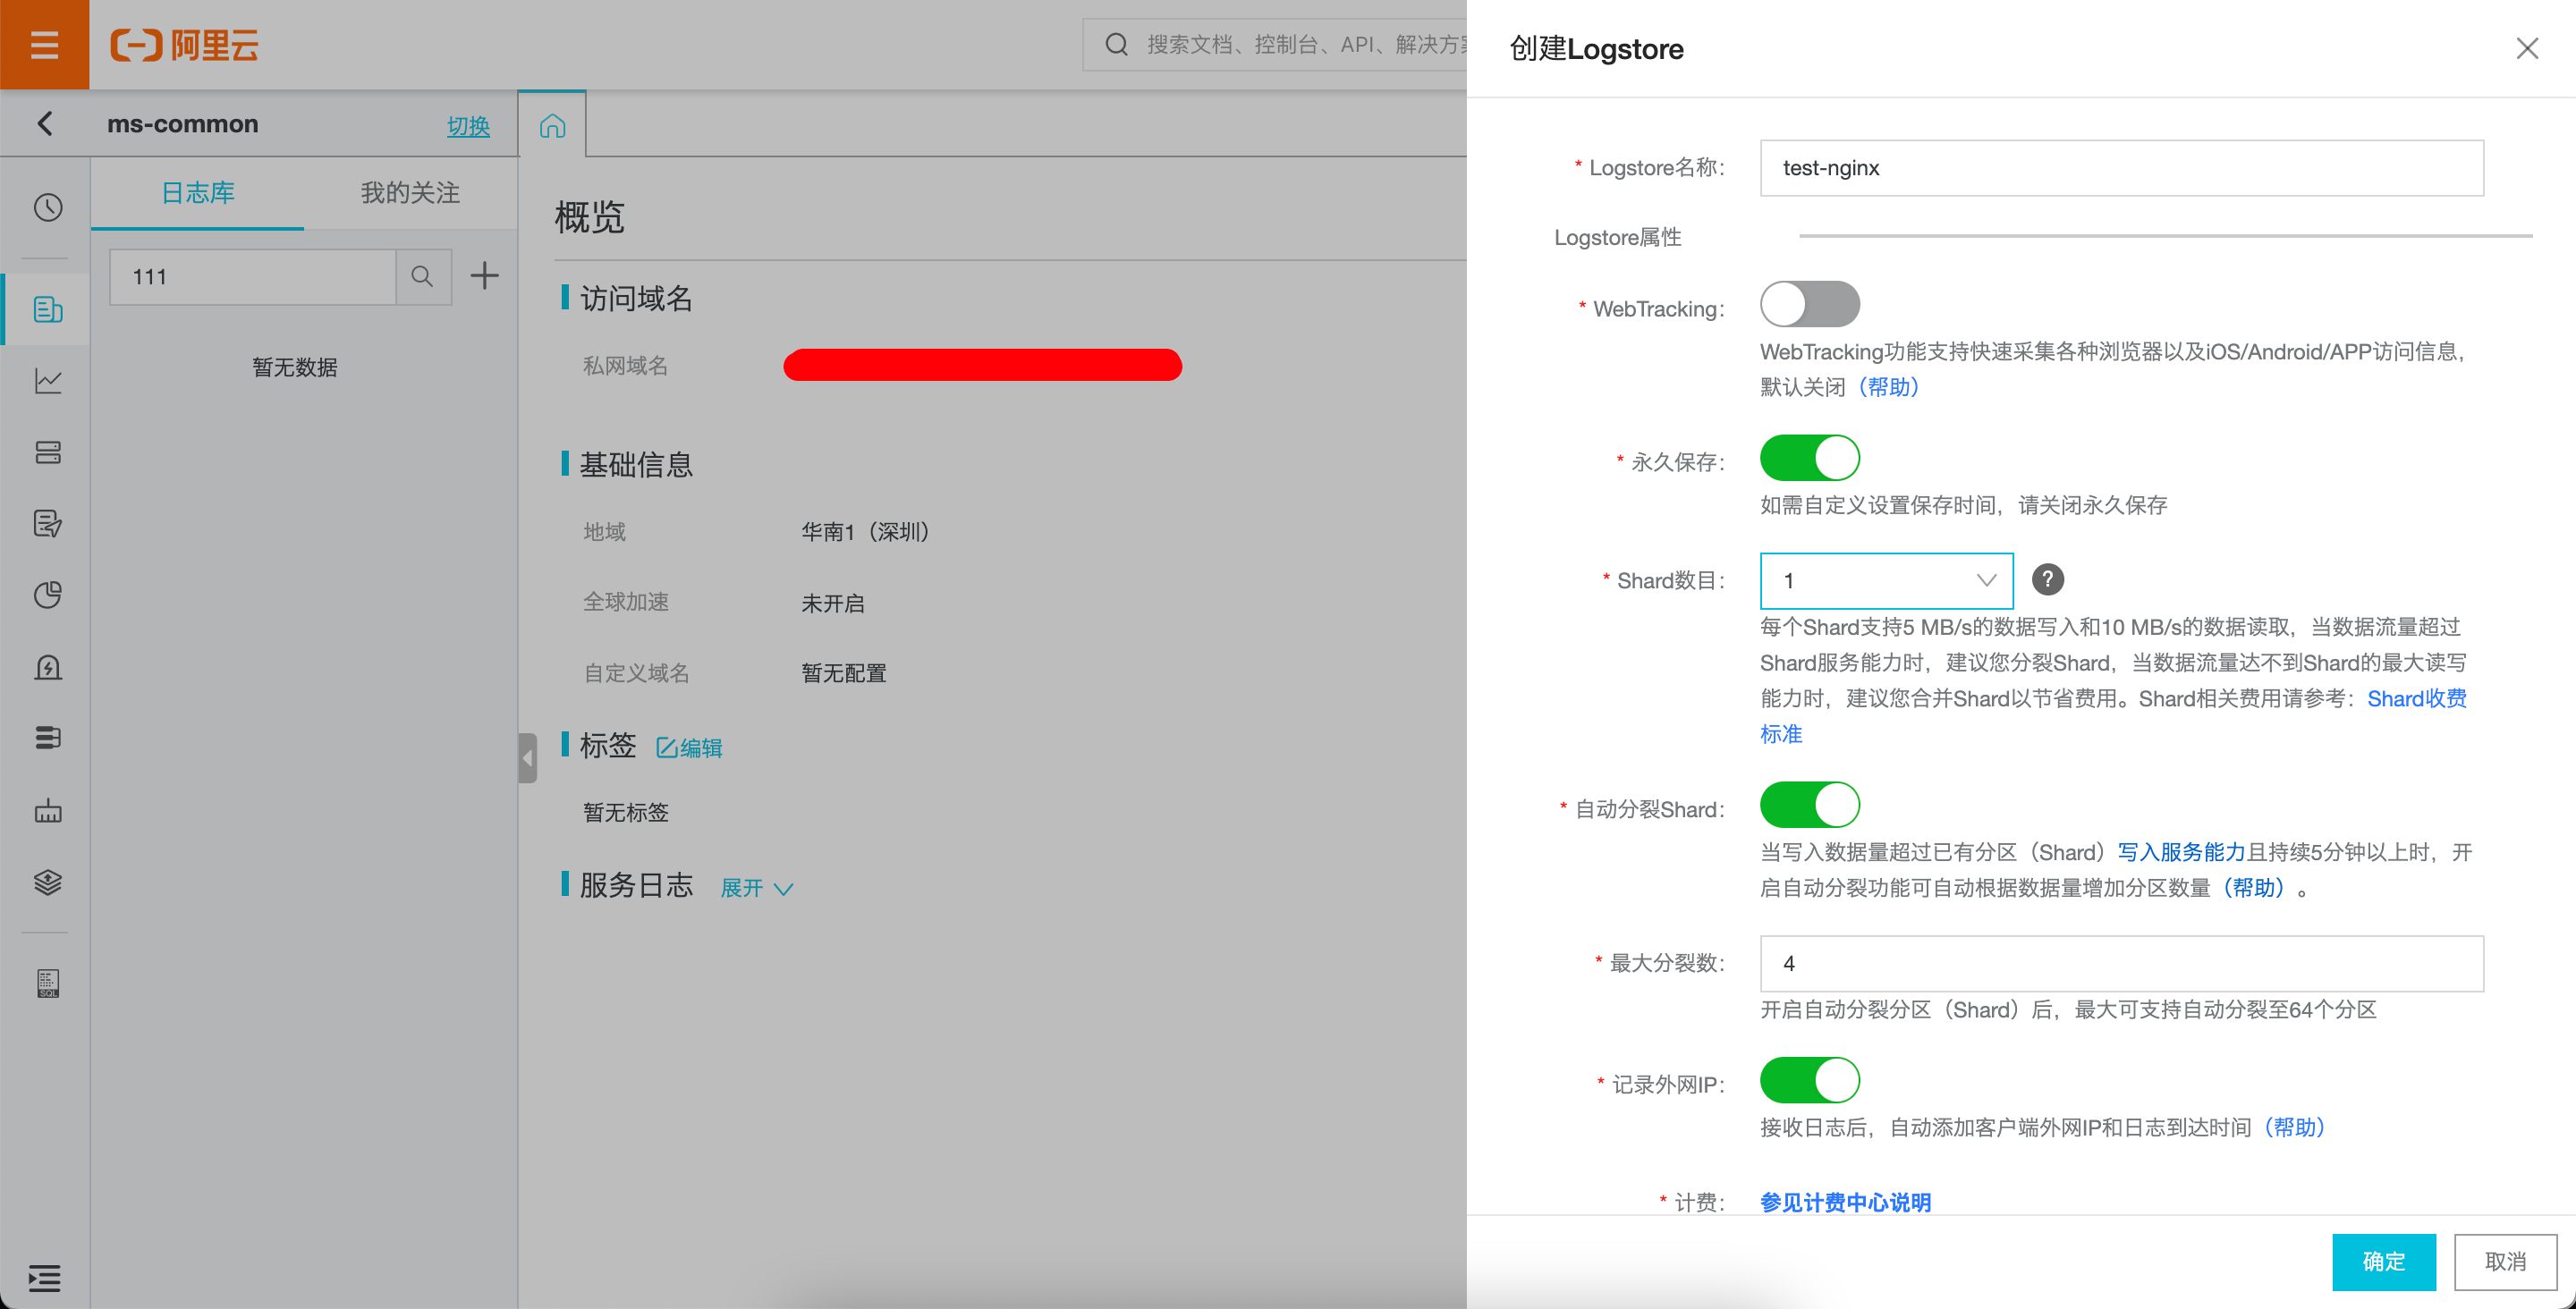 阿里云
搜索文档、控制台、API、解决方案
ms-common
切换
日志库
我的关注
111
暂无数据
SQL
概览
访问域名
私网域名
基础信息
地域
华南1（深圳）
全球加速
未开启
自定义域名
暂无配置
标签
编辑
暂无标签
服务日志
展开
创建Logstore
* Logstore名称:
test-nginx
Logstore属性
* WebTracking:
WebTracking功能支持快速采集各种浏览器以及iOS/Android/APP访问信息，
默认关闭（帮助）
* 永久保存:
如需自定义设置保存时间，请关闭永久保存
* Shard数目:
1
?
每个Shard支持5 MB/s的数据写入和10 MB/s的数据读取，当数据流量超过
Shard服务能力时，建议您分裂Shard，当数据流量达不到Shard的最大读写
能力时，建议您合并Shard以节省费用。Shard相关费用请参考：Shard收费
标准
* 自动分裂Shard:
当写入数据量超过已有分区（Shard）写入服务能力且持续5分钟以上时，开
启自动分裂功能可自动根据数据量增加分区数量（帮助）。
* 最大分裂数:
4
开启自动分裂分区（Shard）后，最大可支持自动分裂至64个分区
* 记录外网IP:
接收日志后，自动添加客户端外网IP和日志到达时间（帮助）
* 计费:
参见计费中心说明
确定
取消